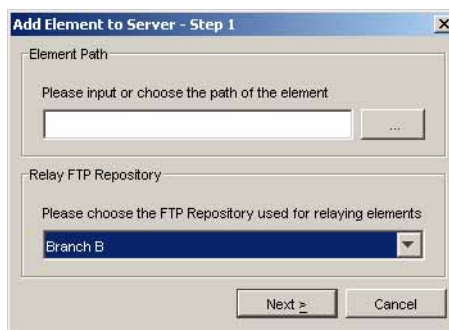 Add Element to Server - Step 1
Element Path
Please input or choose the path of the element
...
Relay FTP Repository
Please choose the FTP Repository used for relaying elements
Branch B
Next >
Cancel